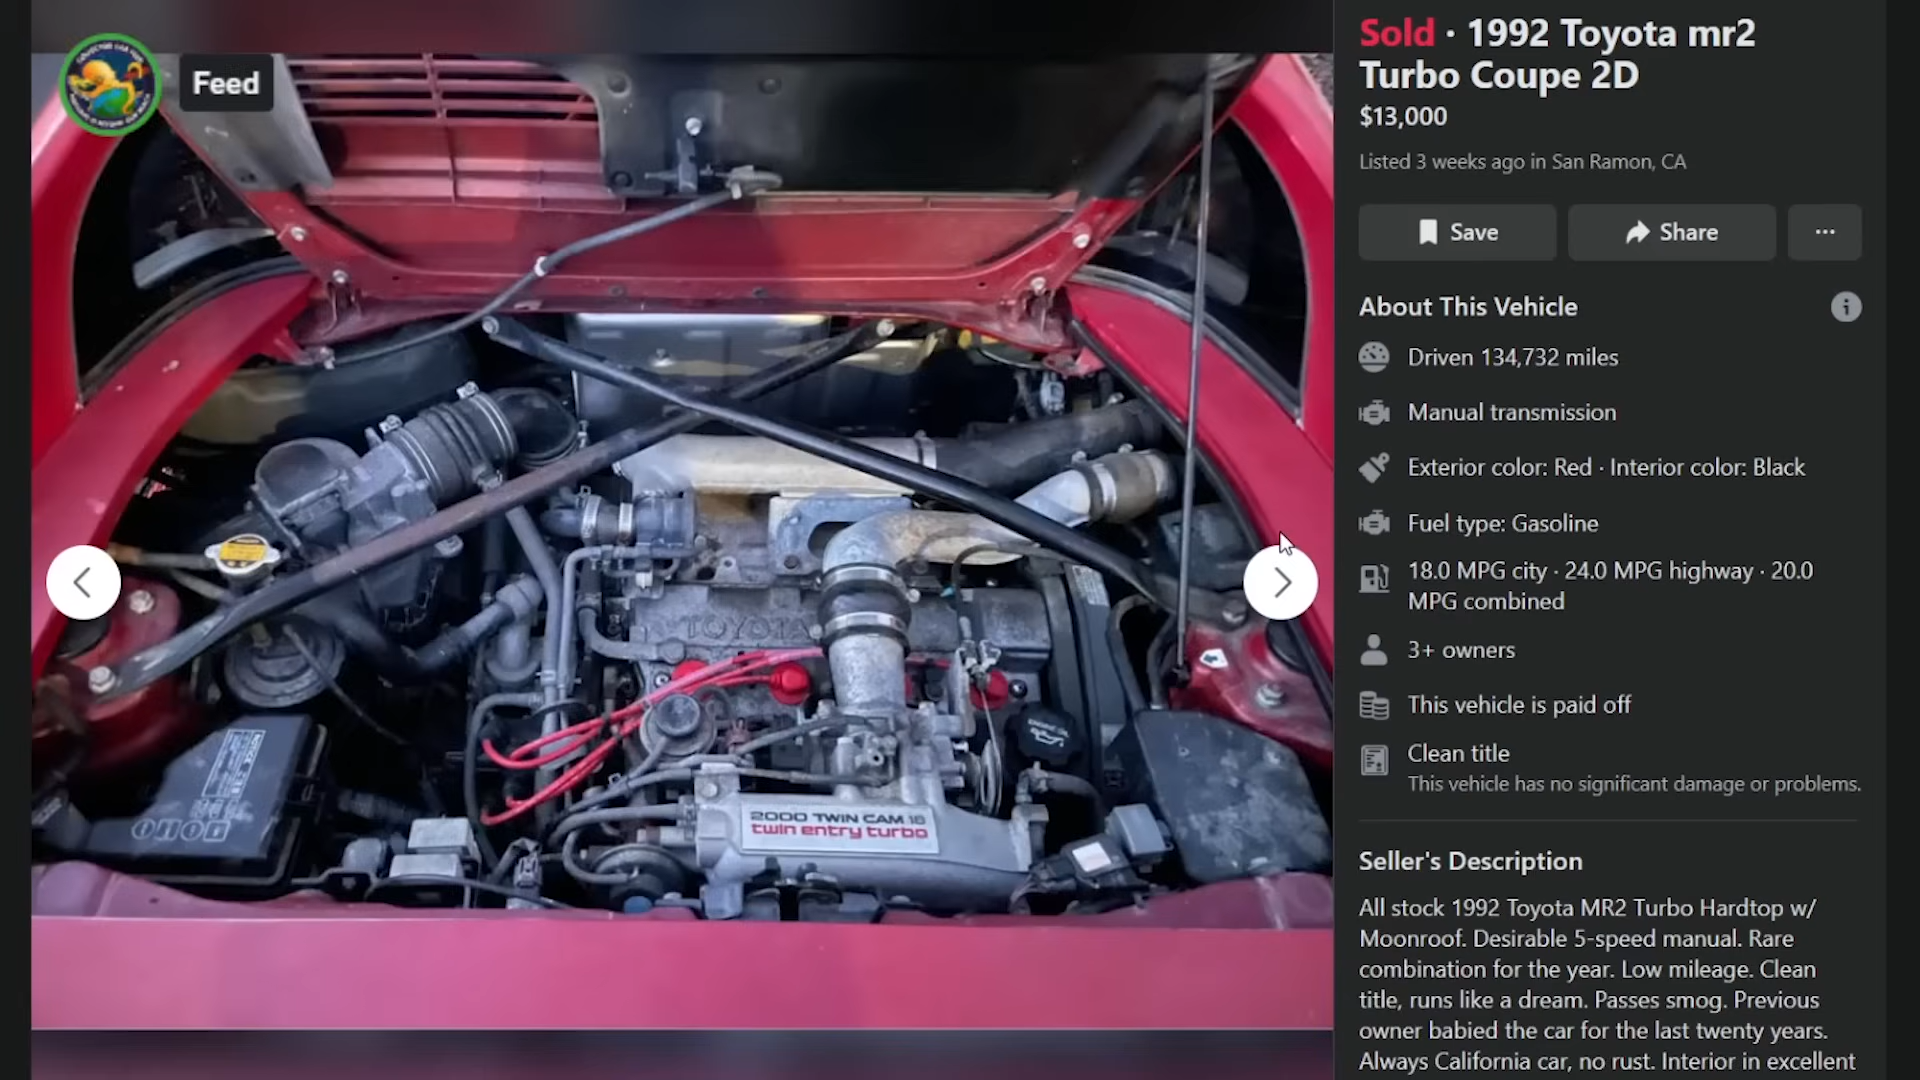 Feed
TOYOTA
2000 TWIN CAM 16
twin entry turbo
Sold · 1992 Toyota mr2
Turbo Coupe 2D
$13,000
Listed 3 weeks ago in San Ramon, CA
Save
Share
About This Vehicle
Driven 134,732 miles
Manual transmission
Exterior color: Red · Interior color: Black
Fuel type: Gasoline
18.0 MPG city · 24.0 MPG highway · 20.0
MPG combined
3+ owners
This vehicle is paid off
Clean title
This vehicle has no significant damage or problems.
Seller's Description
All stock 1992 Toyota MR2 Turbo Hardtop w/
Moonroof. Desirable 5-speed manual. Rare
combination for the year. Low mileage. Clean
title, runs like a dream. Passes smog. Previous
owner babied the car for the last twenty years.
Always California car, no rust. Interior in excellent